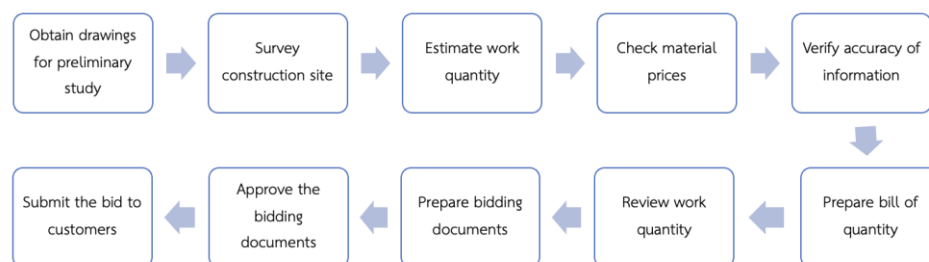 Obtain drawings
for preliminary
study
Survey
construction site
Estimate work
quantity
Check material
prices
Verify accuracy of
information
Prepare bill of
quantity
Review work
quantity
Prepare bidding
documents
Approve the
bidding
documents
Submit the bid to
customers